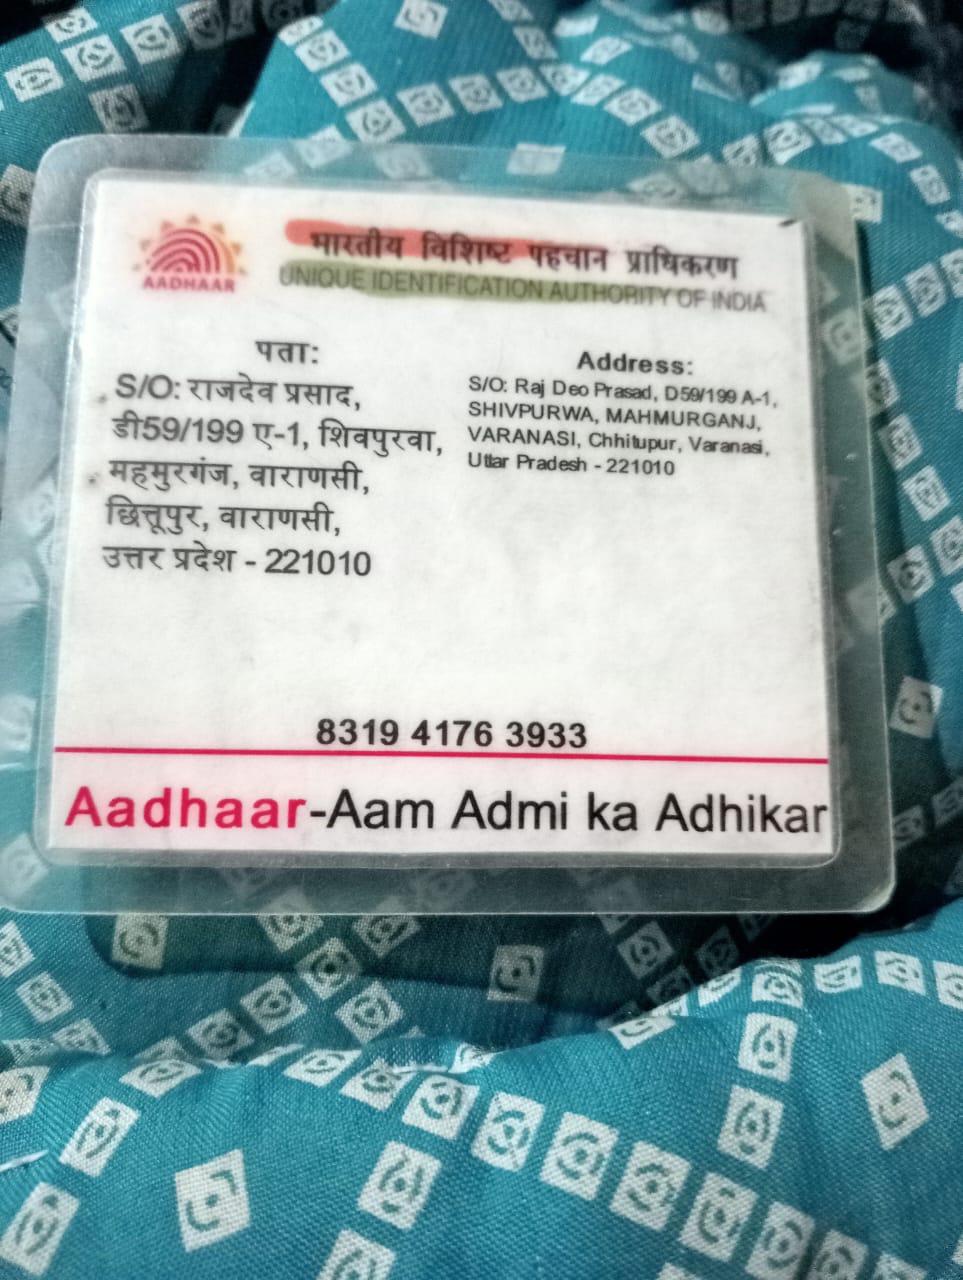 AADHAAR
भारतीय विशिष्ट पहचान प्राधिकरण
UNIQUE IDENTIFICATION AUTHORITY OF INDIA
पता:
S/O: राजदेव प्रसाद,
डी59/199 ए-1, शिवपुरवा,
महमुरगंज, वाराणसी,
छित्तूपुर, वाराणसी,
उत्तर प्रदेश - 221010
Address:
S/O: Raj Deo Prasad, D59/199 A-1,
SHIVPURWA, MAHMURGANJ,
VARANASI, Chhitupur, Varanasi,
Uttar Pradesh - 221010
8319 4176 3933
Aadhaar-Aam Admi ka Adhikar